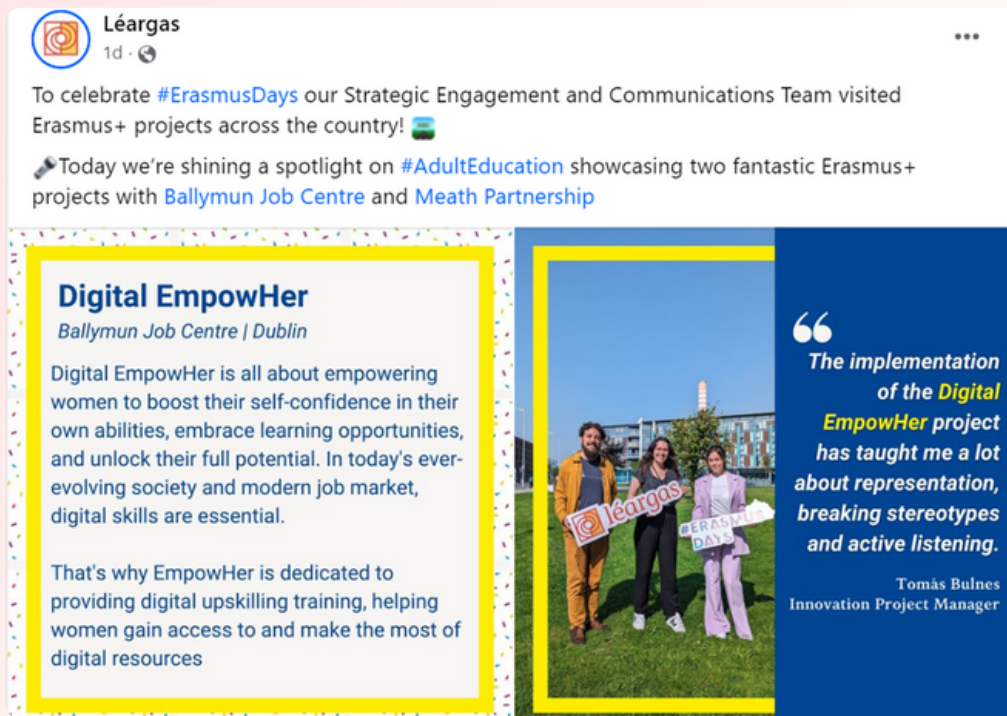 Léargas
1d
To celebrate #ErasmusDays our Strategic Engagement and Communications Team visited
Erasmus+ projects across the country!
Today we're shining a spotlight on #AdultEducation showcasing two fantastic Erasmus+
projects with Ballymun Job Centre and Meath Partnership
Digital EmpowHer
Ballymun Job Centre | Dublin
Digital EmpowHer is all about empowering
women to boost their self-confidence in their
own abilities, embrace learning opportunities,
and unlock their full potential. In today's ever-
evolving society and modern job market,
digital skills are essential.
That's why EmpowHer is dedicated to
providing digital upskilling training, helping
women gain access to and make the most of
digital resources
léargas
#ERASMUS
DAYS
“
The implementation
of the Digital
EmpowHer project
has taught me a lot
about representation,
breaking stereotypes
and active listening.
Tomás Bulnes
Innovation Project Manager